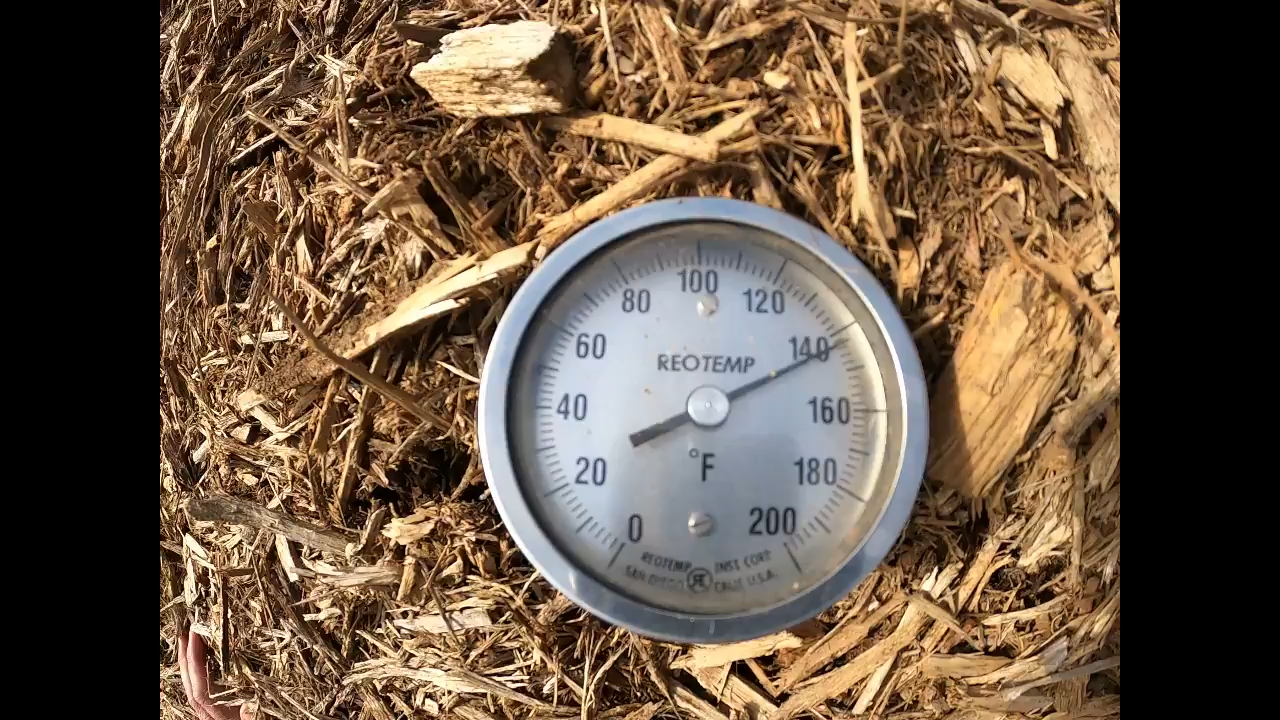 100
80 120
60 140
REOTEMP
40 160
°F
20 180
0 200
REOTEMP INST. CORP.
SAN DIEGO CALIF. U.S.A.